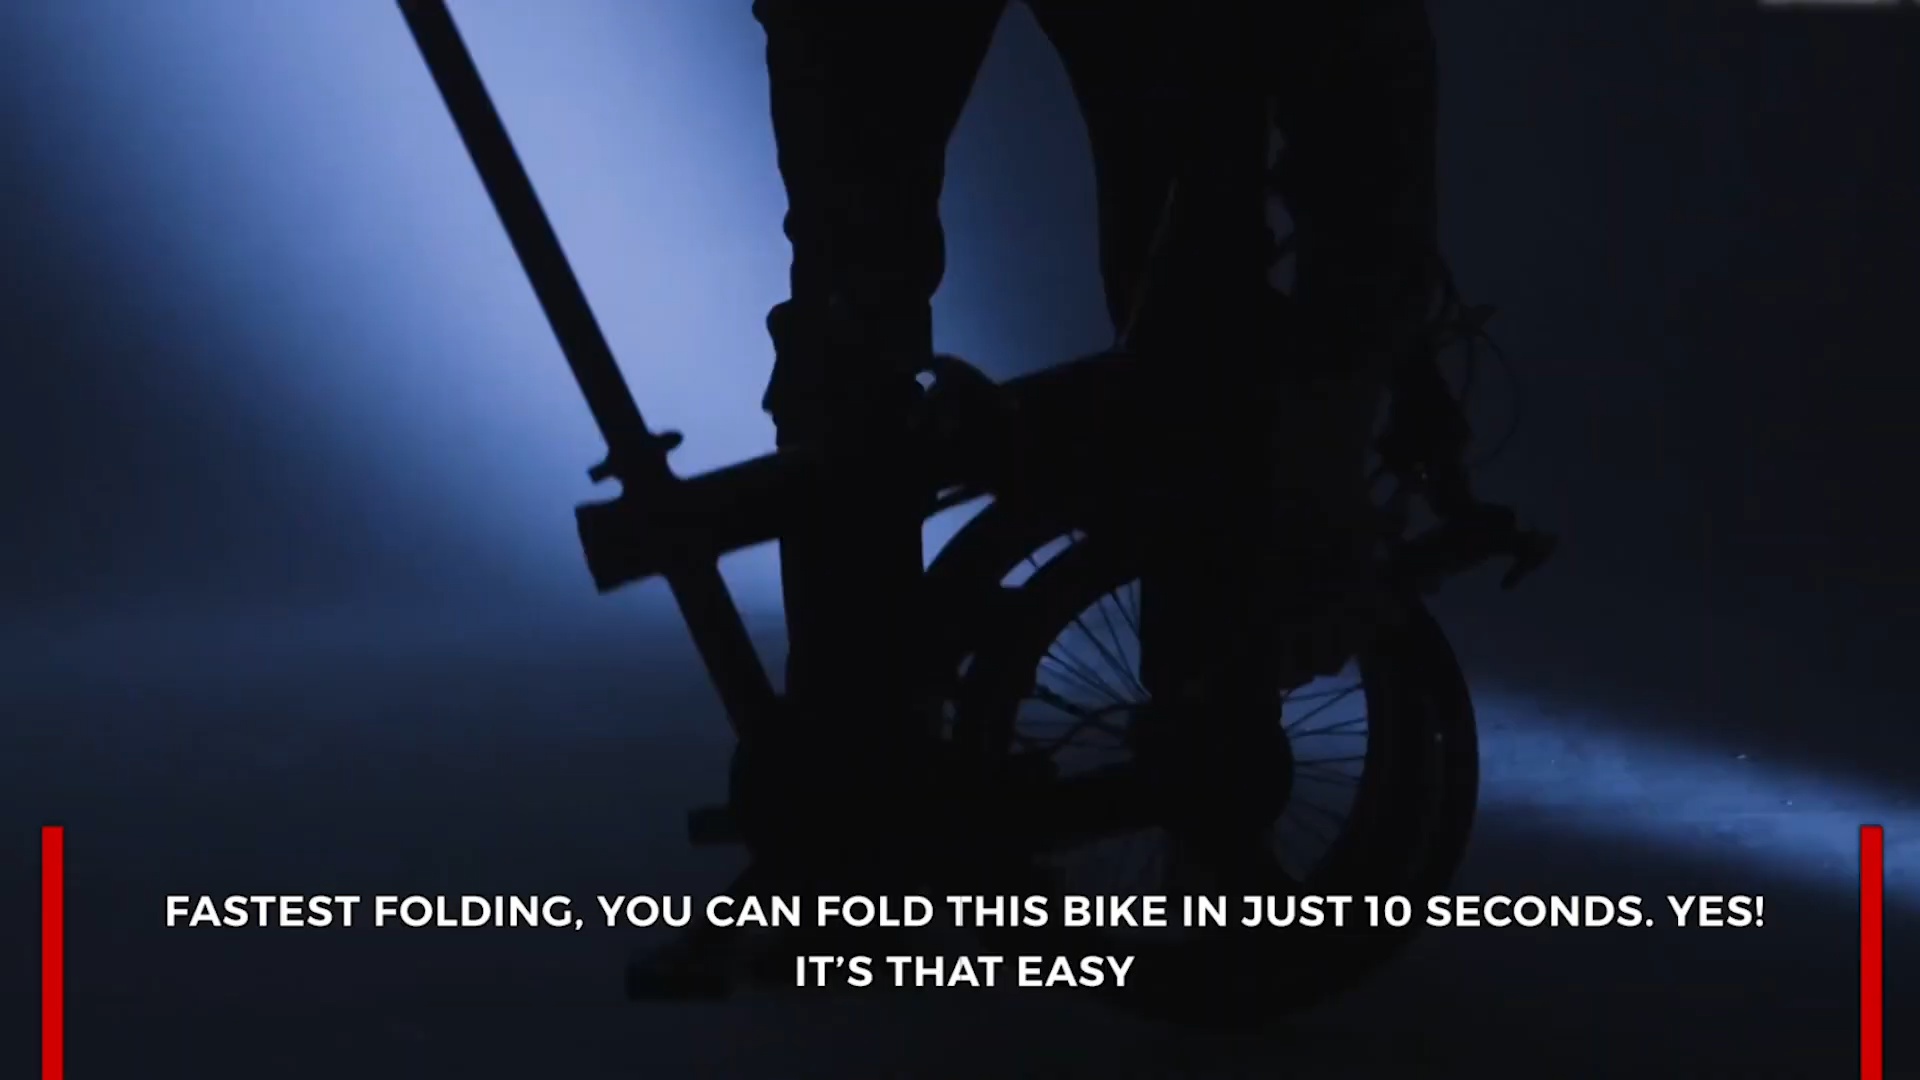 FASTEST FOLDING, YOU CAN FOLD THIS BIKE IN JUST 10 SECONDS. YES!
IT’S THAT EASY